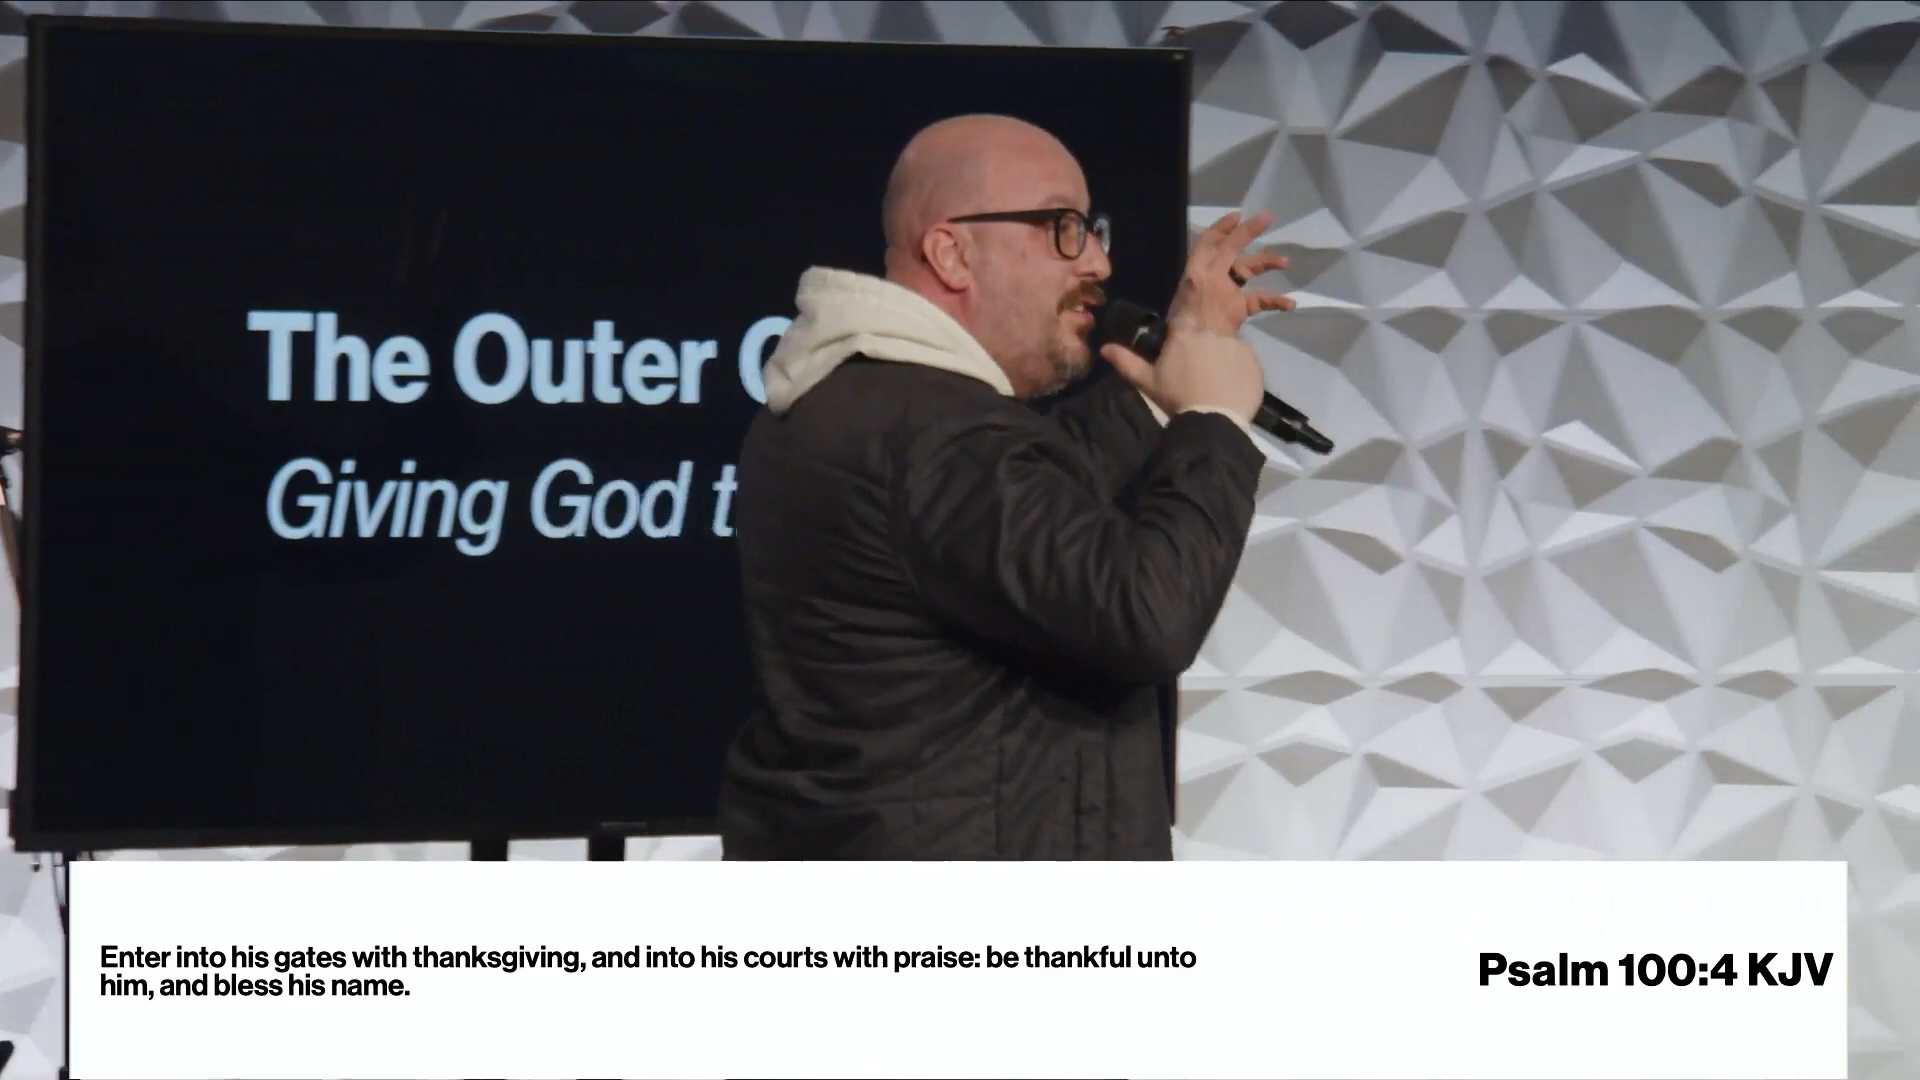 The Outer
Giving God
Enter into his gates with thanksgiving, and into his courts with praise: be thankful unto
him, and bless his name.
Psalm 100:4 KJV